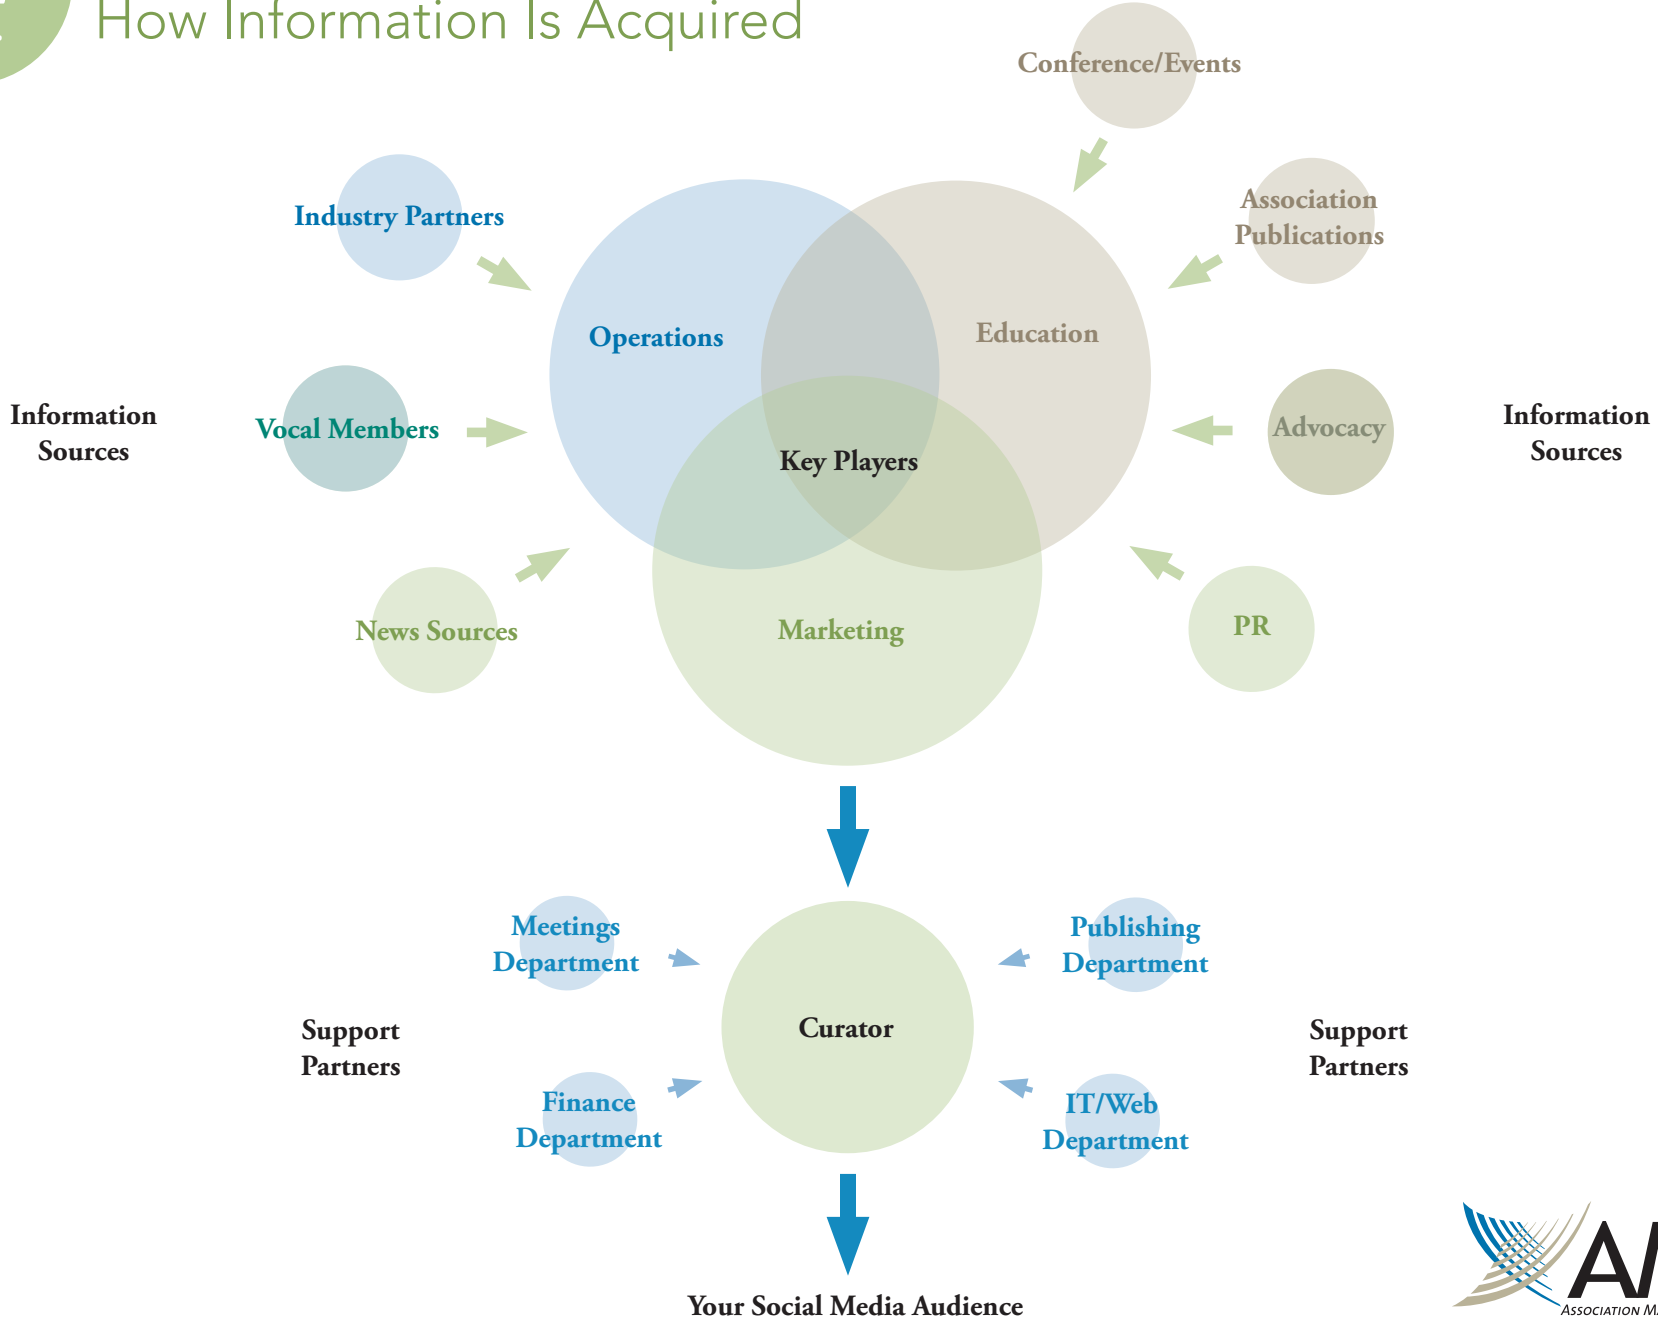 How Information Is Acquired
Conference/Events
Industry Partners
Association
Publications
Operations
Education
Information
Sources
Vocal Members
Key Players
Advocacy
Information
Sources
News Sources
Marketing
PR
Meetings
Department
Publishing
Department
Support
Partners
Curator
Support
Partners
Finance
Department
IT/Web
Department
Your Social Media Audience
ASSOCIATION